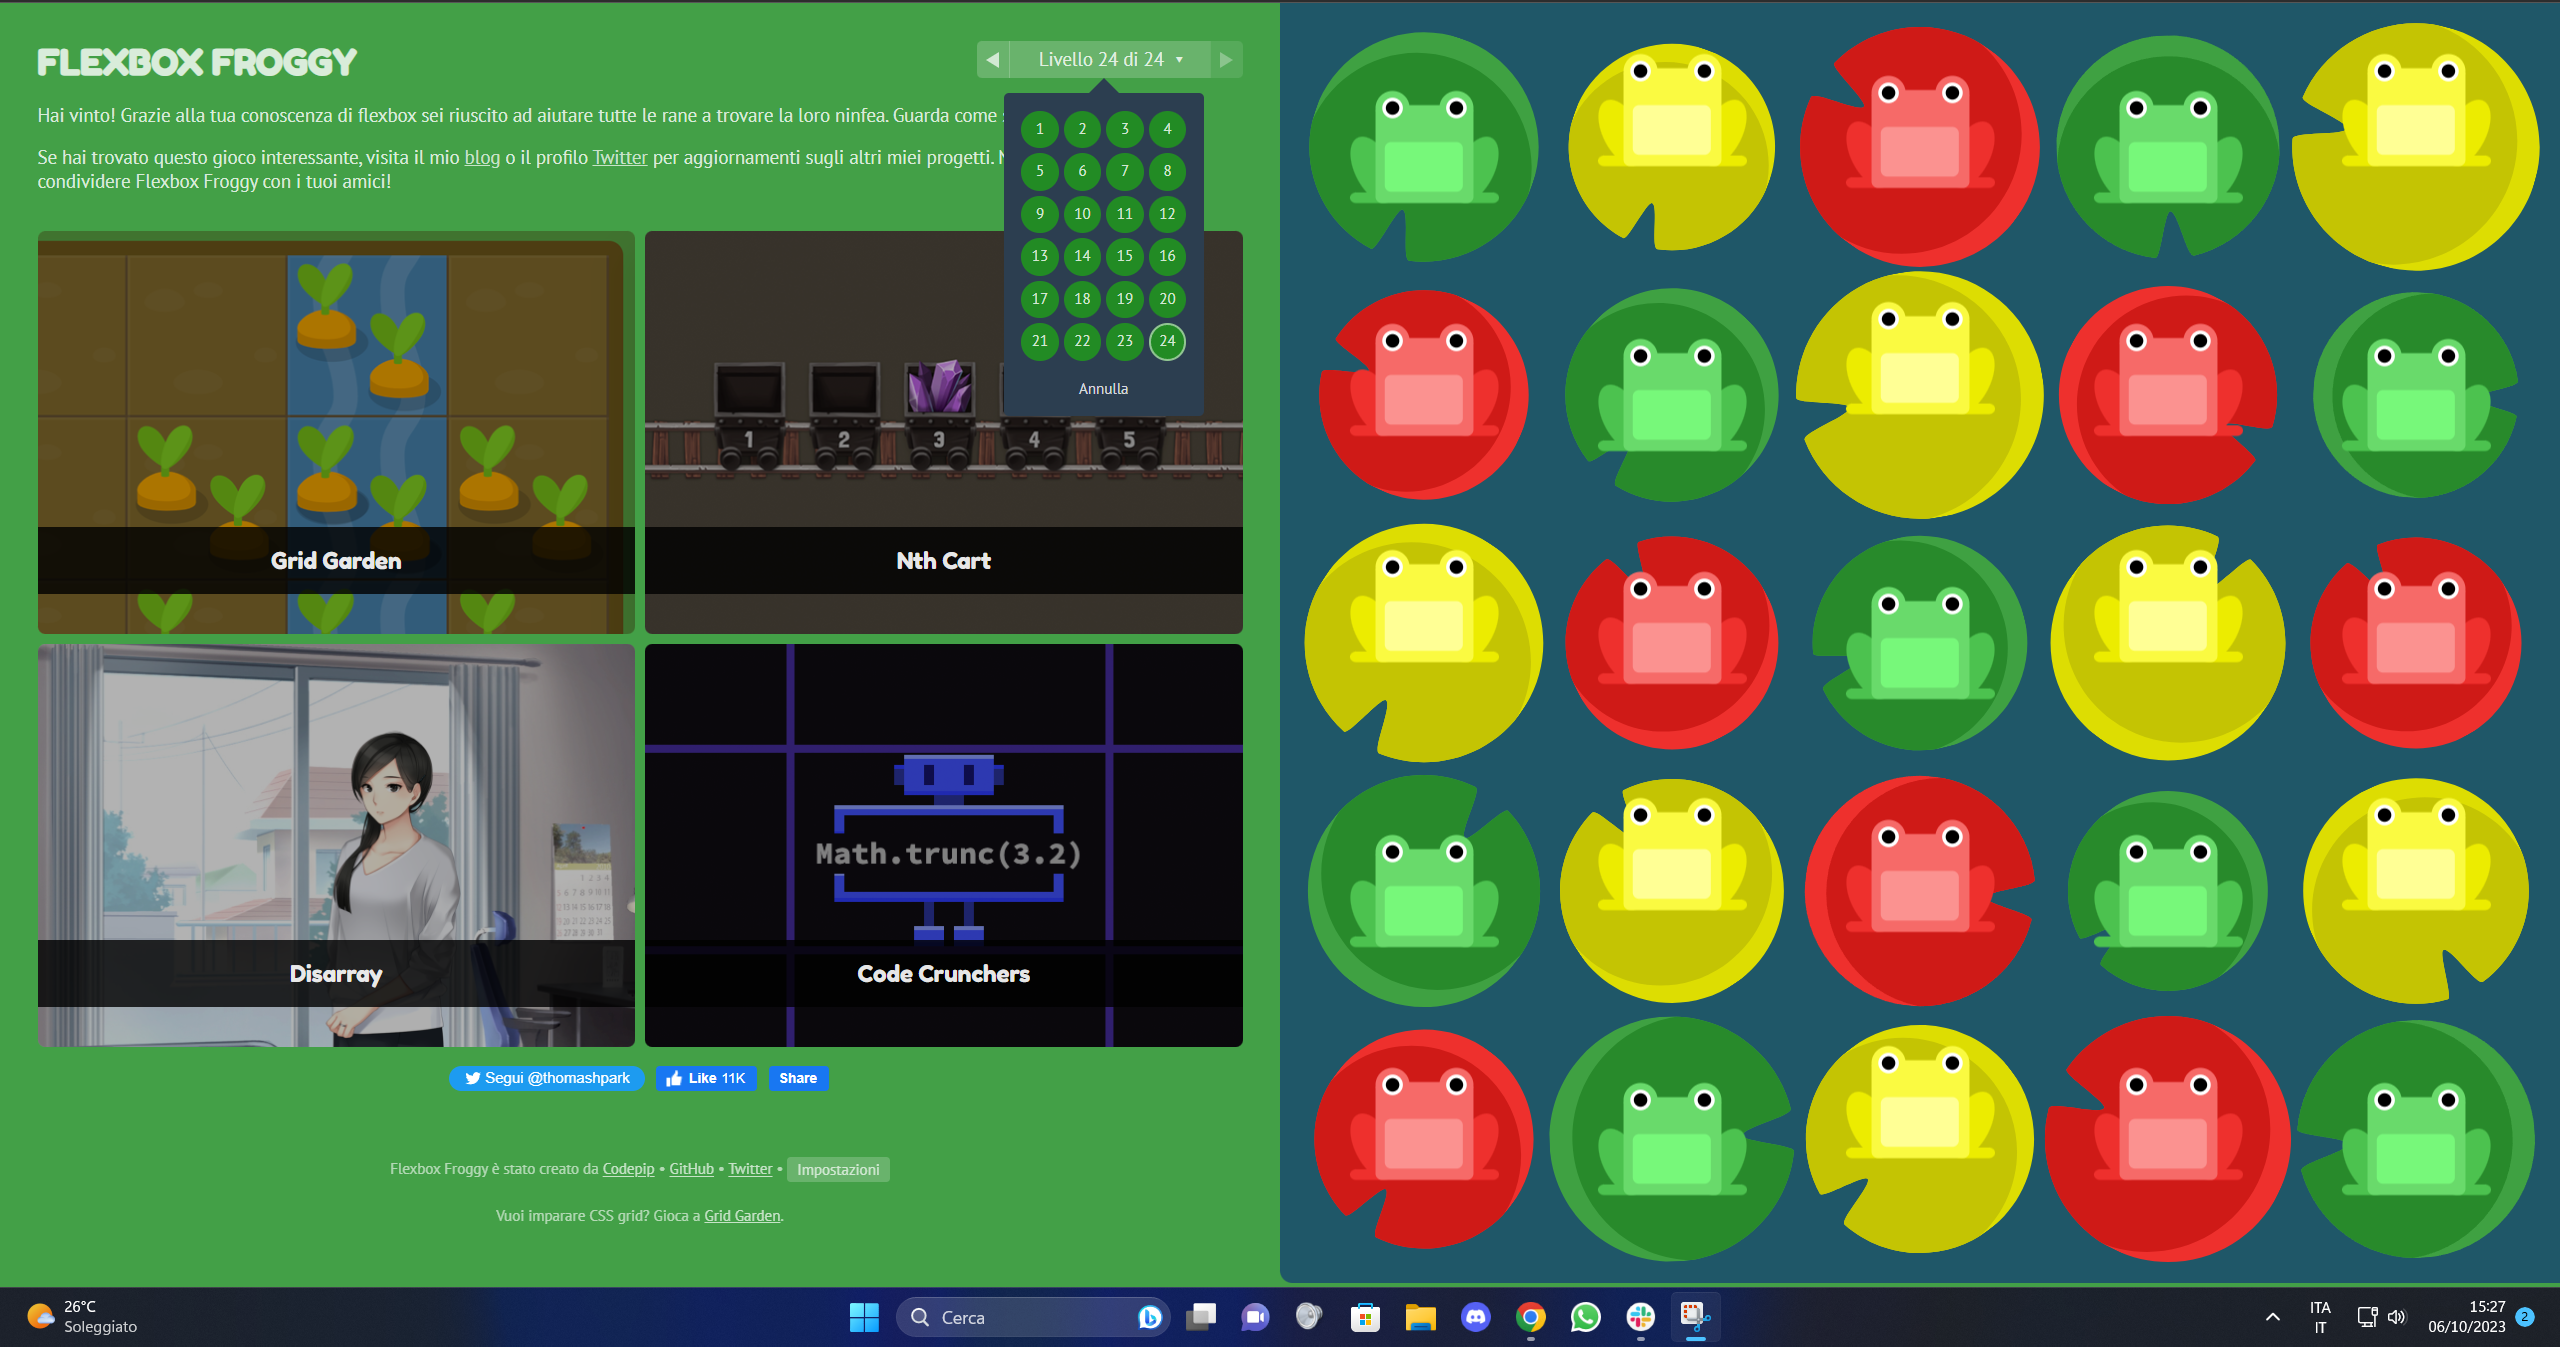 FLEXBOX FROGGY
Livello 24 di 24
Hai vinto! Grazie alla tua conoscenza di flexbox sei riuscito ad aiutare tutte le rane a trovare la loro ninfea. Guarda come
Se hai trovato questo gioco interessante, visita il mio blog o il profilo Twitter per aggiornamenti sugli altri miei progetti.
condividere Flexbox Froggy con i tuoi amici!
1 2 3 4
5 6 7 8
9 10 11 12
13 14 15 16
17 18 19 20
21 22 23 24
Annulla
1 2 3 4 5
Grid Garden
Nth Cart
Math.trunc(3.2)
Disarray
Code Crunchers
Segui @thomashpark
Like 11K
Share
Flexbox Froggy è stato creato da Codepip • GitHub • Twitter • Impostazioni
Vuoi imparare CSS grid? Gioca a Grid Garden.
26°C
Soleggiato
Cerca
ITA
IT
15:27
06/10/2023
2